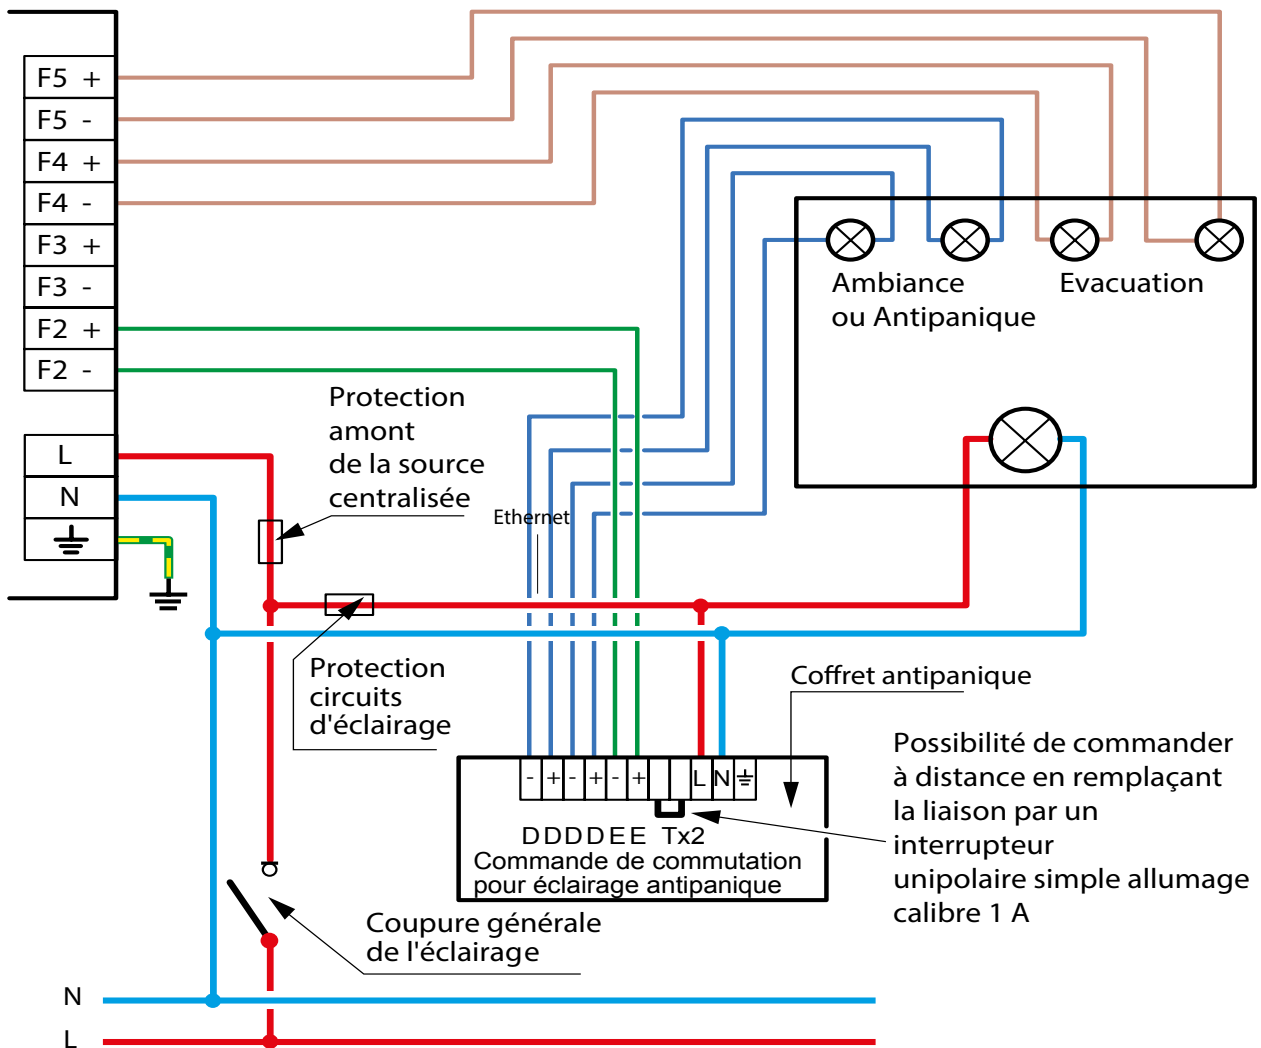 F5 +
F5 -
F4 +
F4 -
F3 +
F3 -
F2 +
F2 -
L
N
Protection
amont
de la source
centralisée
Ethernet
Ambiance
ou Antipanique
Evacuation
Protection
circuits
d'éclairage
Coffret antipanique
- + - + - + L N
D D D D E E Tx2
Commande de commutation
pour éclairage antipanique
Possibilité de commander
à distance en remplaçant
la liaison par un
interrupteur
unipolaire simple allumage
calibre 1 A
Coupure générale
de l'éclairage
N
L